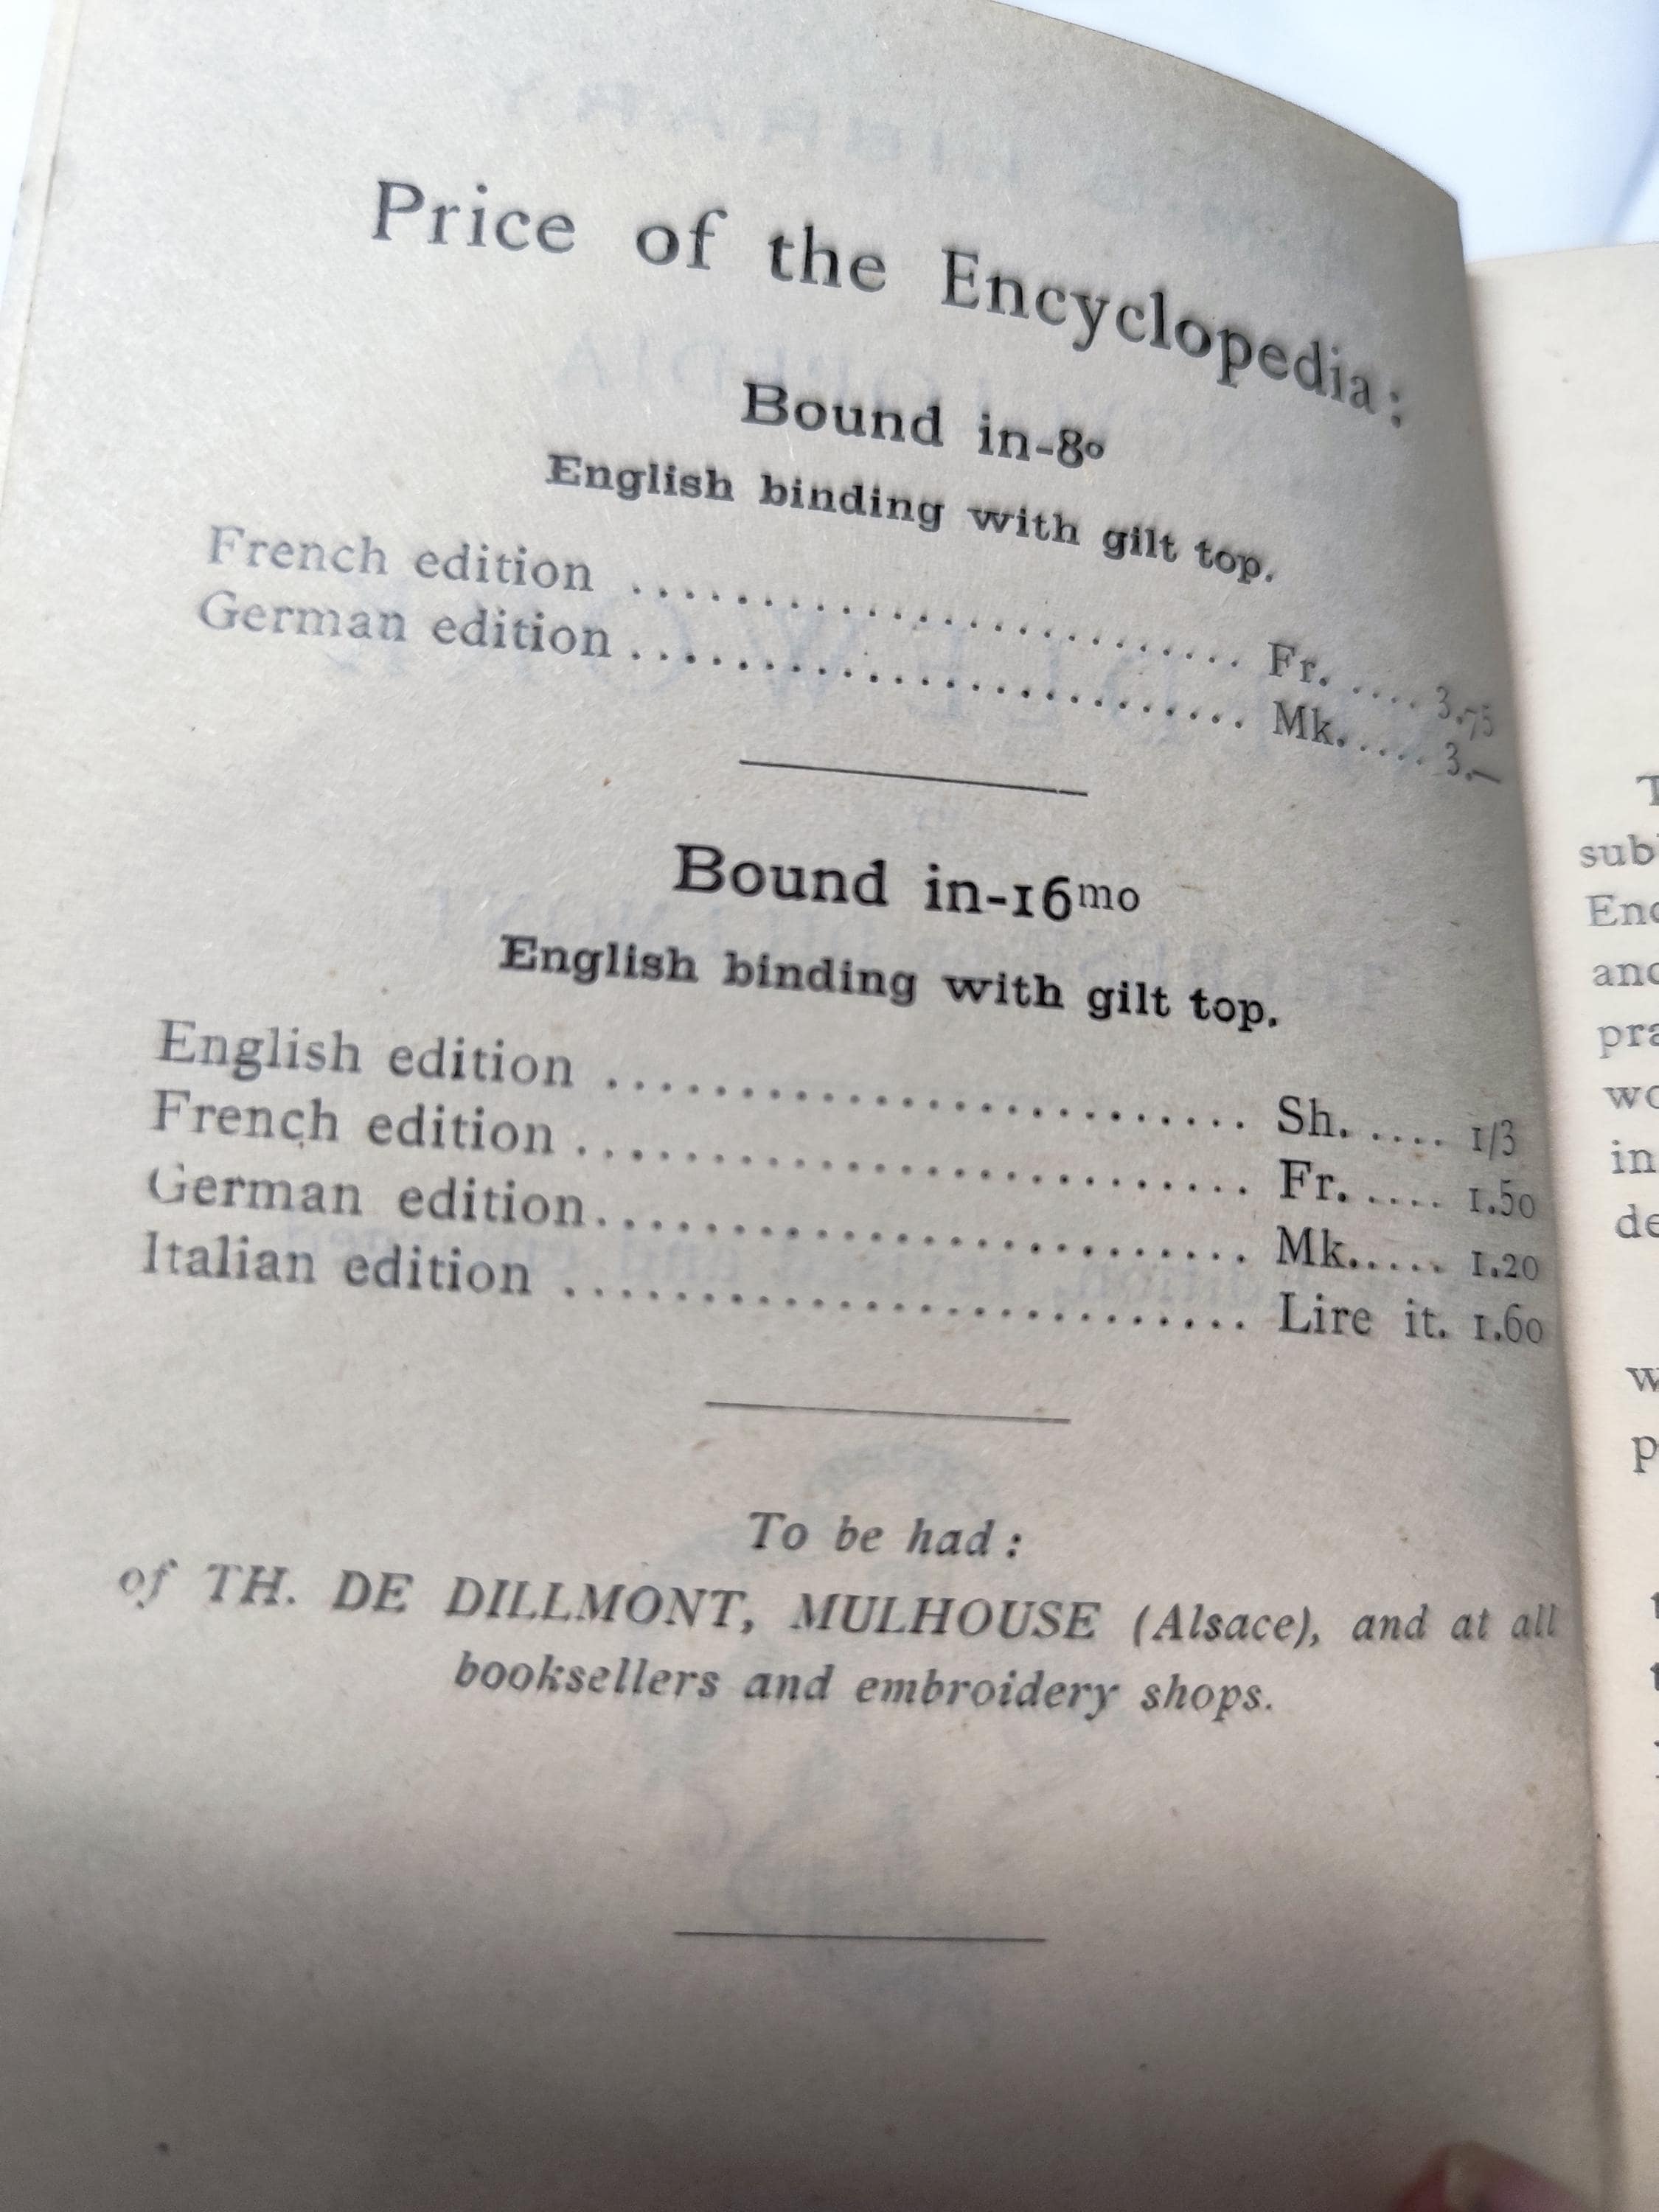 Price of the Encyclopedia:
Bound in-8º
English binding with gilt top.
French edition ........................ Fr. .... 3.75
German edition ........................ Mk. .... 3.—
Bound in-16mo
English binding with gilt top.
English edition ........................ Sh. .... 1/3
French edition ........................ Fr. .... 1.50
German edition ........................ Mk. .... 1.20
Italian edition ........................ Lire it. 1.60
To be had:
of TH. DE DILLMONT, MULHOUSE (Alsace), and at all
booksellers and embroidery shops.